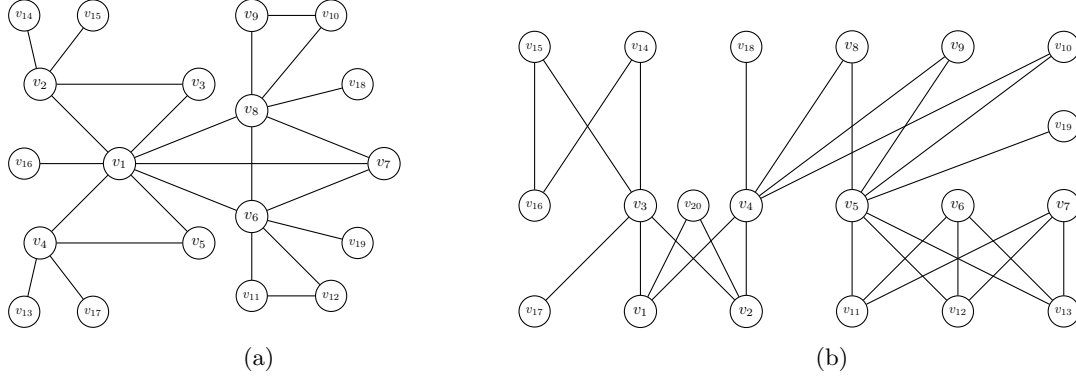 v14 v15 v9 v10 v15 v14 v18 v8 v9 v10
v2 v3 v8 v18
v19
v16 v1 v7
v16 v3 v20 v4 v5 v6 v7
v6
v4 v5 v19
v11 v12
v13 v17 v17 v1 v2 v11 v12 v13
(a) (b)